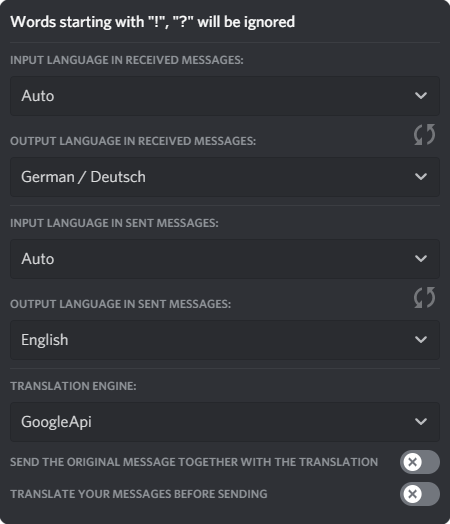 Words starting with "!", "?" will be ignored
INPUT LANGUAGE IN RECEIVED MESSAGES:
Auto
OUTPUT LANGUAGE IN RECEIVED MESSAGES:
German / Deutsch
INPUT LANGUAGE IN SENT MESSAGES:
Auto
OUTPUT LANGUAGE IN SENT MESSAGES:
English
TRANSLATION ENGINE:
GoogleApi
SEND THE ORIGINAL MESSAGE TOGETHER WITH THE TRANSLATION
TRANSLATE YOUR MESSAGES BEFORE SENDING